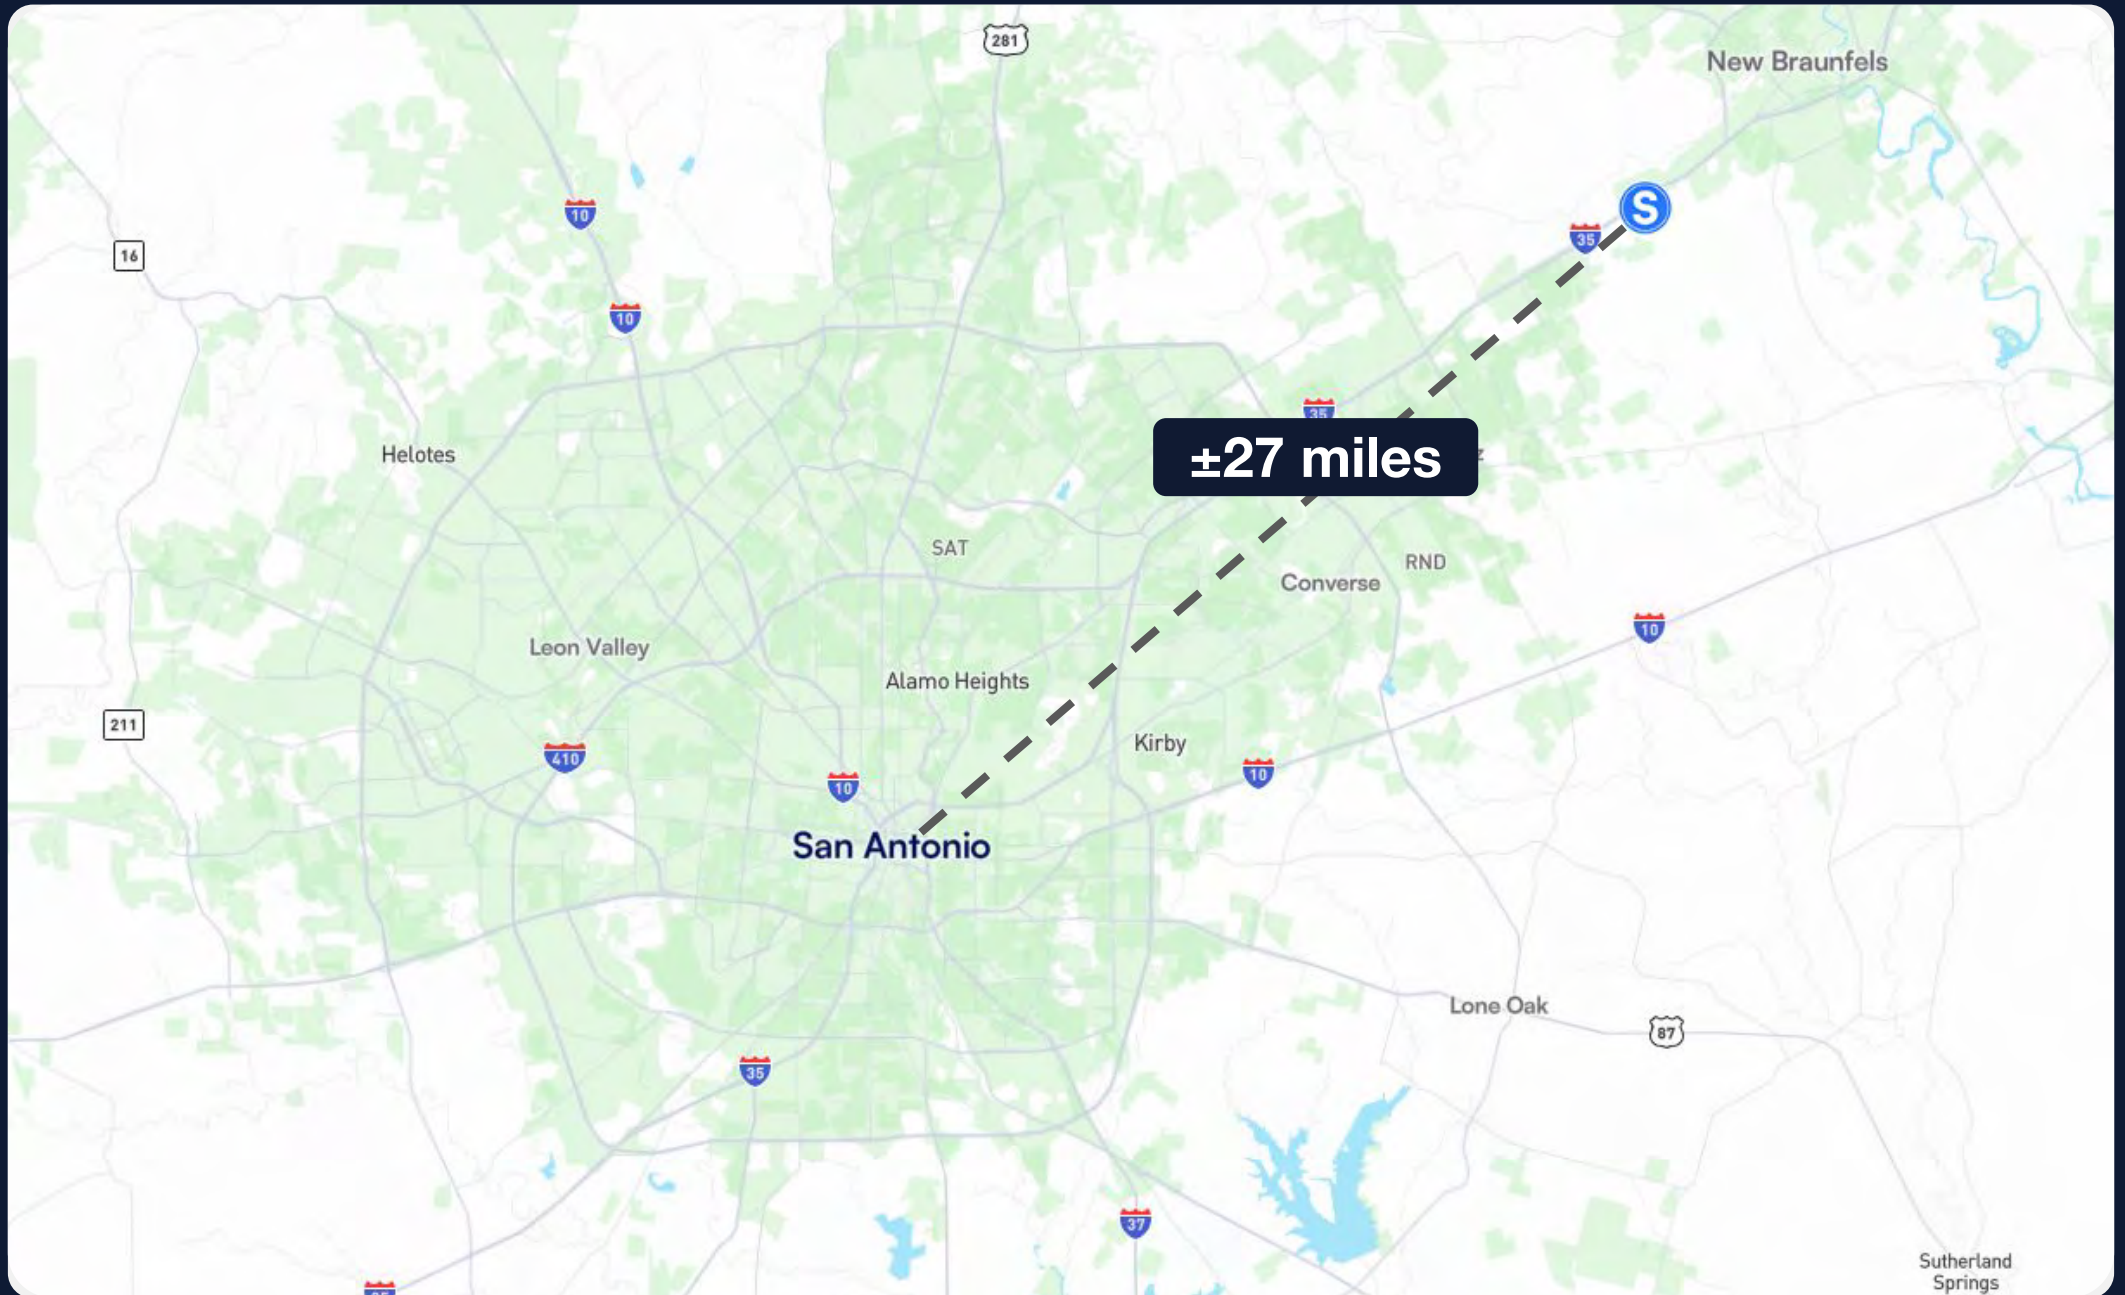 281
New Braunfels
S
10
35
16
10
35
±27 miles
Helotes
SAT
RND
Converse
10
Leon Valley
Alamo Heights
211
Kirby
410
10
10
San Antonio
Lone Oak
87
35
37
Sutherland
Springs